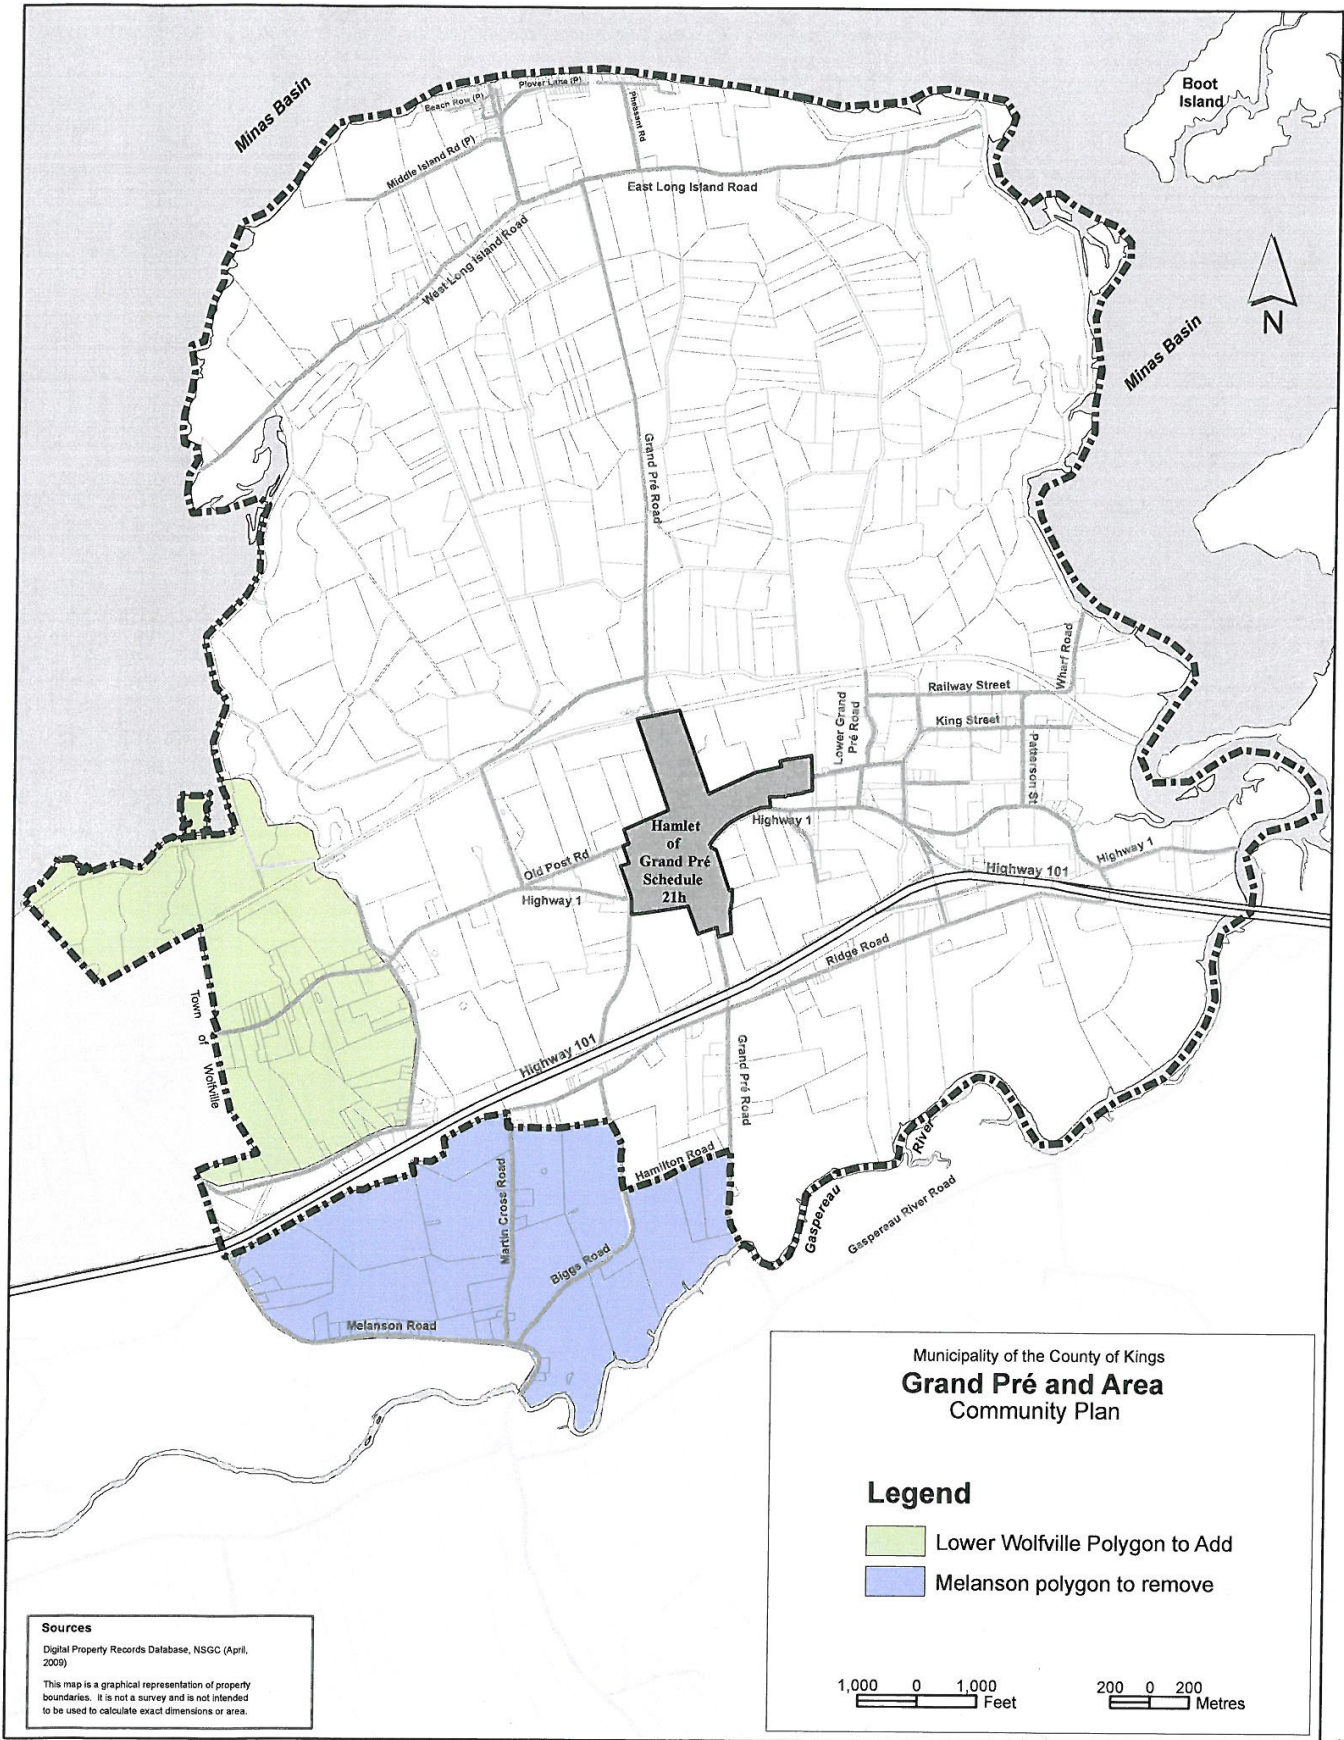 Minas Basin
Beach Row (P)
Plover Lane (P)
Pheasant Rd
Boot
Island
Middle Island Rd (P)
East Long Island Road
West Long Island Road
N
Minas Basin
Grand Pré Road
Wharf Road
Railway Street
King Street
Lower Grand
Pré Road
Patterson St
Hamlet
of
Grand Pré
Schedule
21h
Highway 1
Highway 1
Old Post Rd
Highway 1
Highway 101
Ridge Road
Town of Wolfville
Highway 101
Grand Pré Road
Hamilton Road
Martin Cross Road
Biggs Road
Melanson Road
Gaspereau River
Gaspereau River Road
Municipality of the County of Kings
Grand Pré and Area
Community Plan
Legend
Lower Wolfville Polygon to Add
Melanson polygon to remove
1,000 0 1,000
Feet
200 0 200
Metres
Sources
Digital Property Records Database, NSGC (April,
2009)
This map is a graphical representation of property
boundaries. It is not a survey and is not intended
to be used to calculate exact dimensions or area.